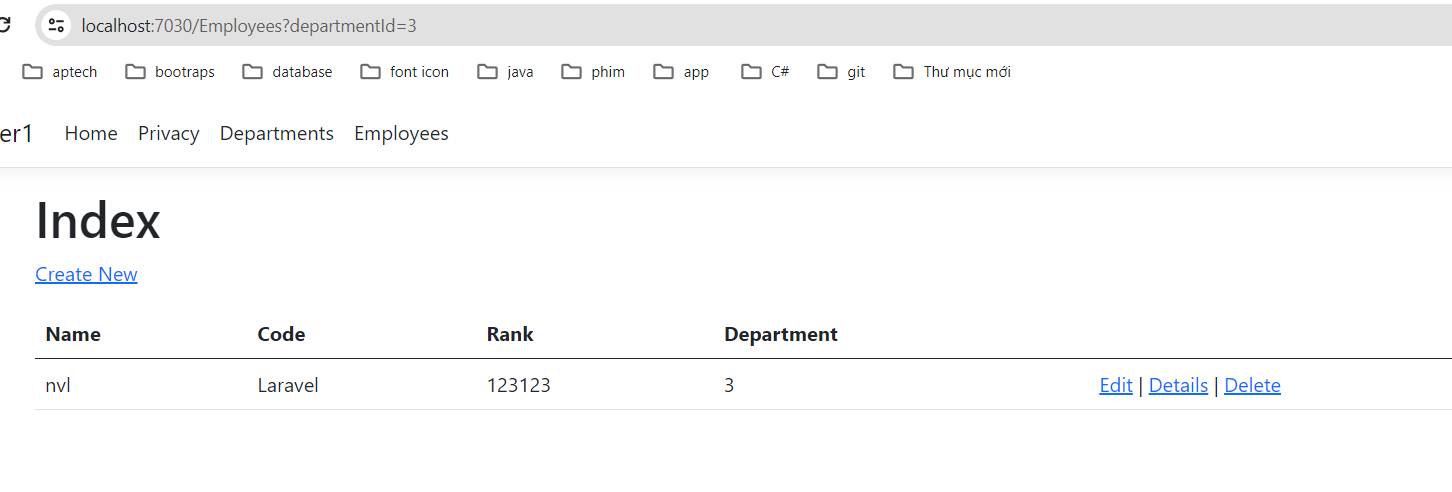 localhost:7030/Employees?departmentId=3
aptech bootraps database font icon java phim app C# git Thư mục mới
er1 Home Privacy Departments Employees
Index
Create New
Name Code Rank Department
nvl Laravel 123123 3 Edit | Details | Delete